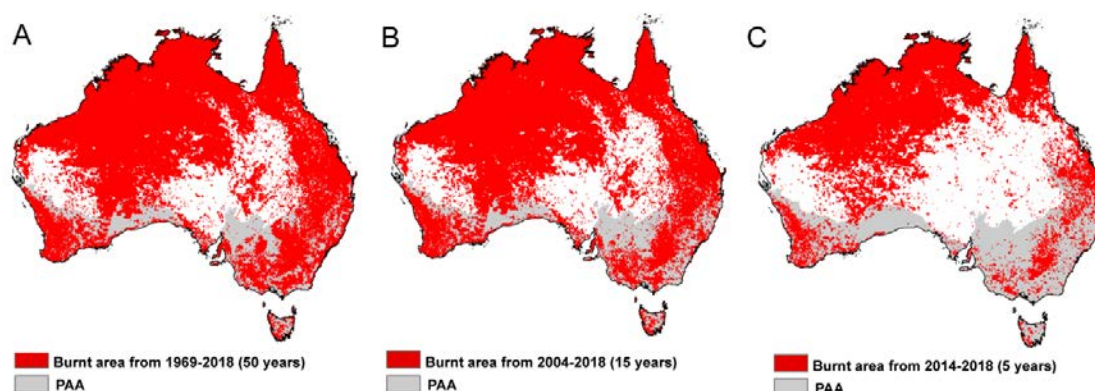 A
B
C
Burnt area from 1969-2018 (50 years)
PAA
Burnt area from 2004-2018 (15 years)
PAA
Burnt area from 2014-2018 (5 years)
PAA